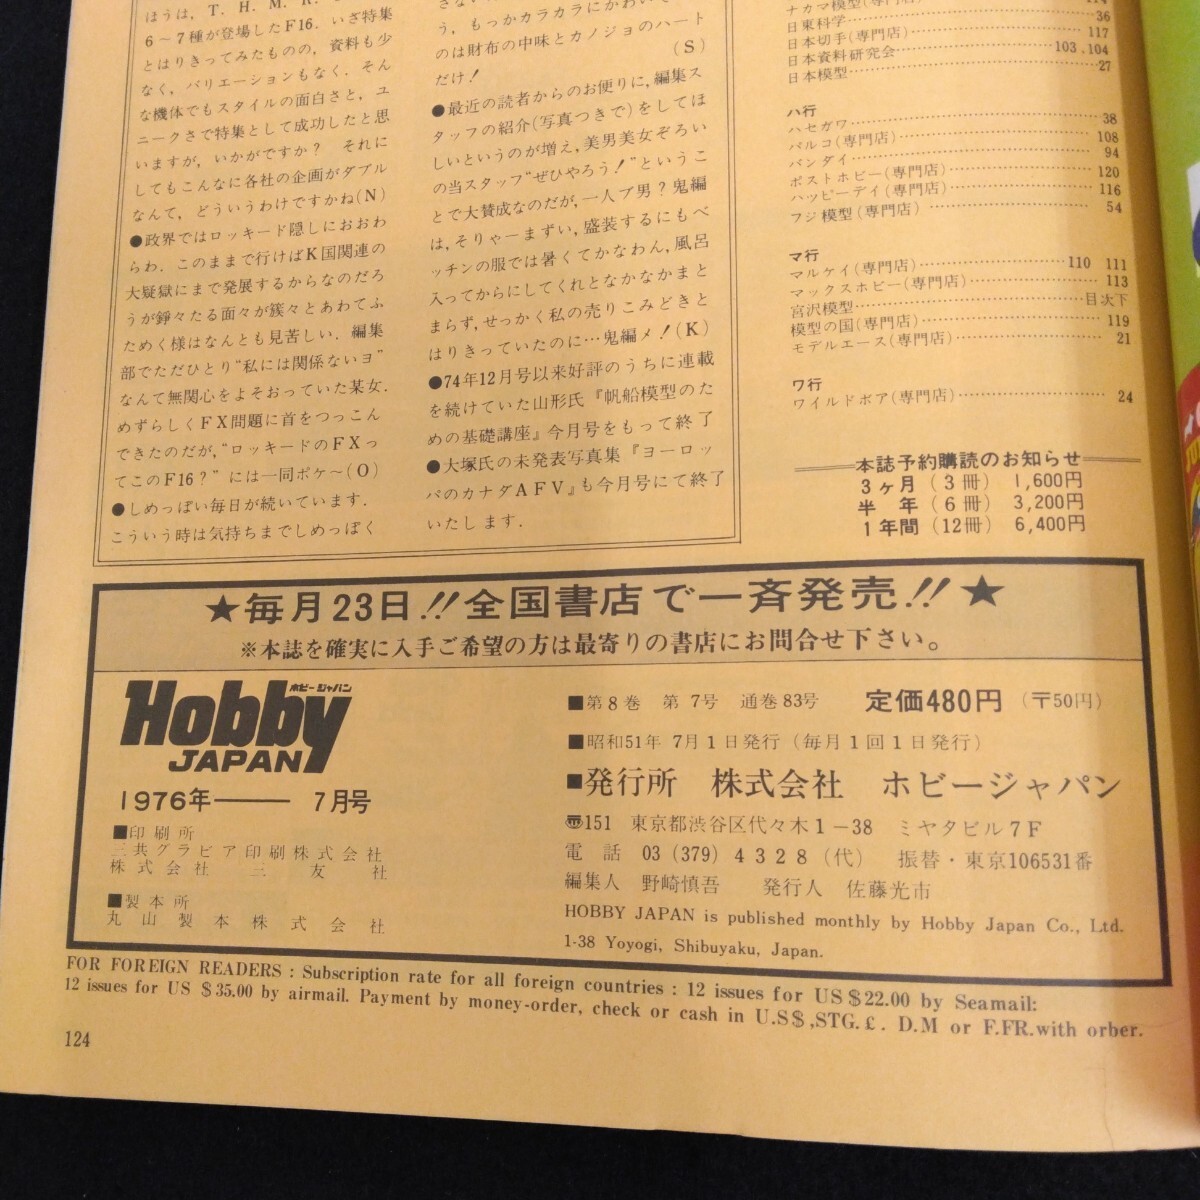 ほうは，T．H．M．R．
6～7種が登場したF16．いざ特集
とはりきってみたものの，資料も少
なく，バリエーションもなく．そん
な機体でもスタイルの面白さと，ユ
ニークさで特集として成功したと思
いますが，いかがですか？　それに
してもこんなに各社の企画がダブル
なんて，どういうわけですかね(N)
●政界ではロッキード隠しにおおわ
らわ．このままで行けばK国関連の
大疑獄にまで発展するからなのだろ
うが錚々たる面々が簇々とあわてふ
ためく様はなんとも見苦しい．編集
部でただひとり“私には関係ないヨ”
なんて無関心をよそおっていた某女．
めずらしくFX問題に首をつっこん
できたのだが，“ロッキードのFXっ
てこのF16？”には一同ボケ～(O)
●しめっぽい毎日が続いています．
こういう時は気持ちまでしめっぽく
う，もっかカラカラにかわいて
のは財布の中味とカノジョのハート
だけ！　(S)
●最近の読者からのお便りに，編集ス
タッフの紹介(写真つきで)をしてほ
しいというのが増え，美男美女ぞろい
の当スタッフ“ぜひやろう！”というこ
とで大賛成なのだが，一人ブ男？鬼編
は，そりゃーまずい，盛装するにもべ
ッチンの服では暑くてかなわん，風呂
入ってからにしてくれとなかなかまと
まらず，せっかく私の売りこみどきと
はりきっていたのに…鬼編メ！(K)
●74年12月号以来好評のうちに連載
を続けていた山形氏『帆船模型のた
めの基礎講座』今月号をもって終了
●大塚氏の未発表写真集『ヨーロッ
パのカナダAFV』も今月号にて終了
いたします．
ナカマ模型(専門店)
日東科学 36
日本切手(専門店) 117
日本資料研究会 103．104
日本模型 27
ハ行
ハセガワ 38
パルコ(専門店) 108
バンダイ 94
ポストホビー(専門店) 120
ハッピーデイ(専門店) 116
フジ模型(専門店) 54
マ行
マルケイ(専門店) 110　111
マックスホビー(専門店) 113
宮沢模型 目次下
模型の国(専門店) 119
モデルエース(専門店) 21
ワ行
ワイルドボア(専門店) 24
本誌予約購読のお知らせ
3ヶ月(3冊)　1,600円
半　年(6冊)　3,200円
1年間(12冊)　6,400円
★毎月23日!!全国書店で一斉発売!!★
※本誌を確実に入手ご希望の方は最寄りの書店にお問合せ下さい。
Hobby ホビージャパン
JAPAN
1976年―― 7月号
■印刷所
三共グラビア印刷株式会社
株式会社　三友社
■製本所
丸山製本株式会社
■第8巻　第7号　通巻83号　定価480円　(〒50円)
■昭和51年 7月1日発行(毎月1回1日発行)
■発行所　株式会社　ホビージャパン
〠151　東京都渋谷区代々木1－38　ミヤタビル7F
電話　03(379)4328(代)　振替・東京106531番
編集人　野崎慎吾　発行人　佐藤光市
HOBBY JAPAN is published monthly by Hobby Japan Co., Ltd.
1-38 Yoyogi, Shibuyaku, Japan.
FOR FOREIGN READERS : Subscription rate for all foreign countries : 12 issues for US $22.00 by Seamail:
12 issues for US $35.00 by airmail. Payment by money-order, check or cash in U.S$,STG.£. D.M or F.FR.with orber.
124